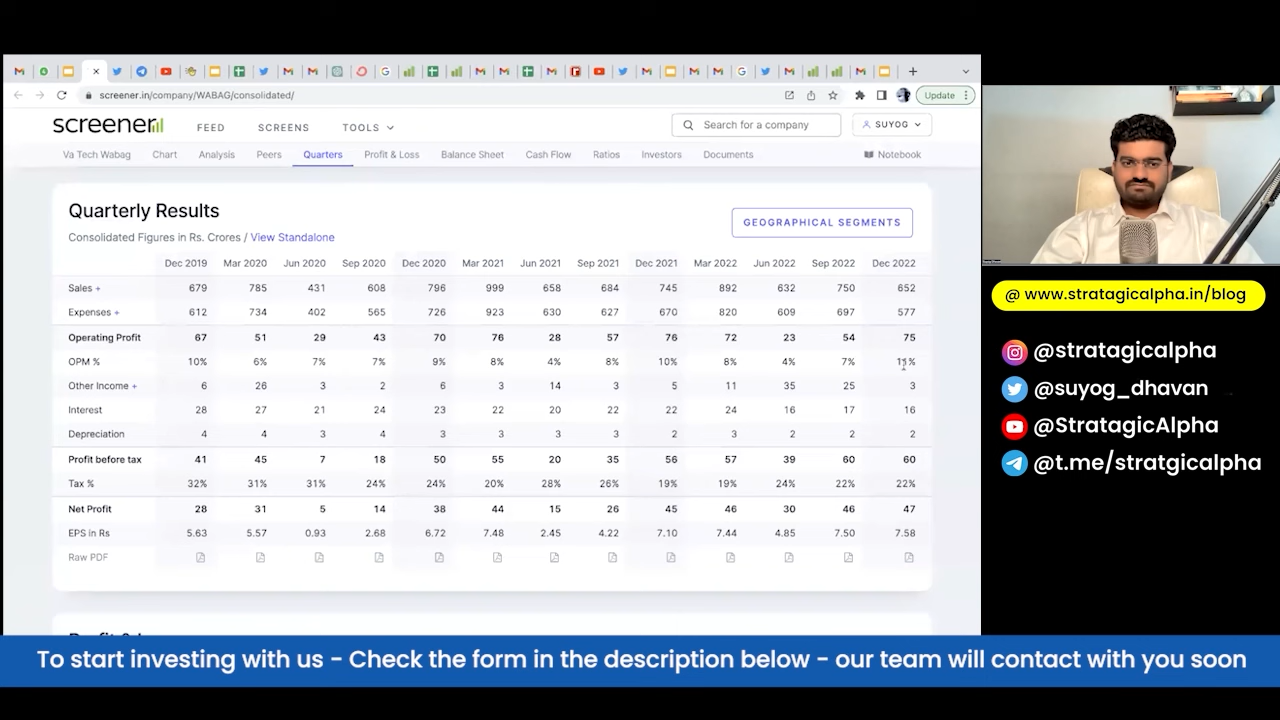 screener.in/company/WABAG/consolidated/
Update
screener
FEED
SCREENS
TOOLS
Search for a company
SUYOG
Va Tech Wabag
Chart
Analysis
Peers
Quarters
Profit & Loss
Balance Sheet
Cash Flow
Ratios
Investors
Documents
Notebook
Quarterly Results
Consolidated Figures in Rs. Crores / View Standalone
GEOGRAPHICAL SEGMENTS
Dec 2019 Mar 2020 Jun 2020 Sep 2020 Dec 2020 Mar 2021 Jun 2021 Sep 2021 Dec 2021 Mar 2022 Jun 2022 Sep 2022 Dec 2022
Sales + 679 785 431 608 796 999 658 684 745 892 632 750 652
Expenses + 612 734 402 565 726 923 630 627 670 820 609 697 577
Operating Profit 67 51 29 43 70 76 28 57 76 72 23 54 75
OPM % 10% 6% 7% 7% 9% 8% 4% 8% 10% 8% 4% 7%
Other Income + 6 26 3 2 6 3 14 3 5 11 35 25 3
Interest 28 27 21 24 23 22 20 22 22 24 16 17 16
Depreciation 4 4 3 4 3 3 3 3 2 3 2 2 2
Profit before tax 41 45 7 18 50 55 20 35 56 57 39 60 60
Tax % 32% 31% 31% 24% 24% 20% 28% 26% 19% 19% 24% 22% 22%
Net Profit 28 31 5 14 38 44 15 26 45 46 30 46 47
EPS in Rs 5.63 5.57 0.93 2.68 6.72 7.48 2.45 4.22 7.10 7.44 4.85 7.50 7.58
Raw PDF
@ www.stratagicalpha.in/blog
@stratagicalpha
@suyog_dhavan
@StratagicAlpha
@t.me/stratgicalpha
To start investing with us - Check the form in the description below - our team will contact with you soon